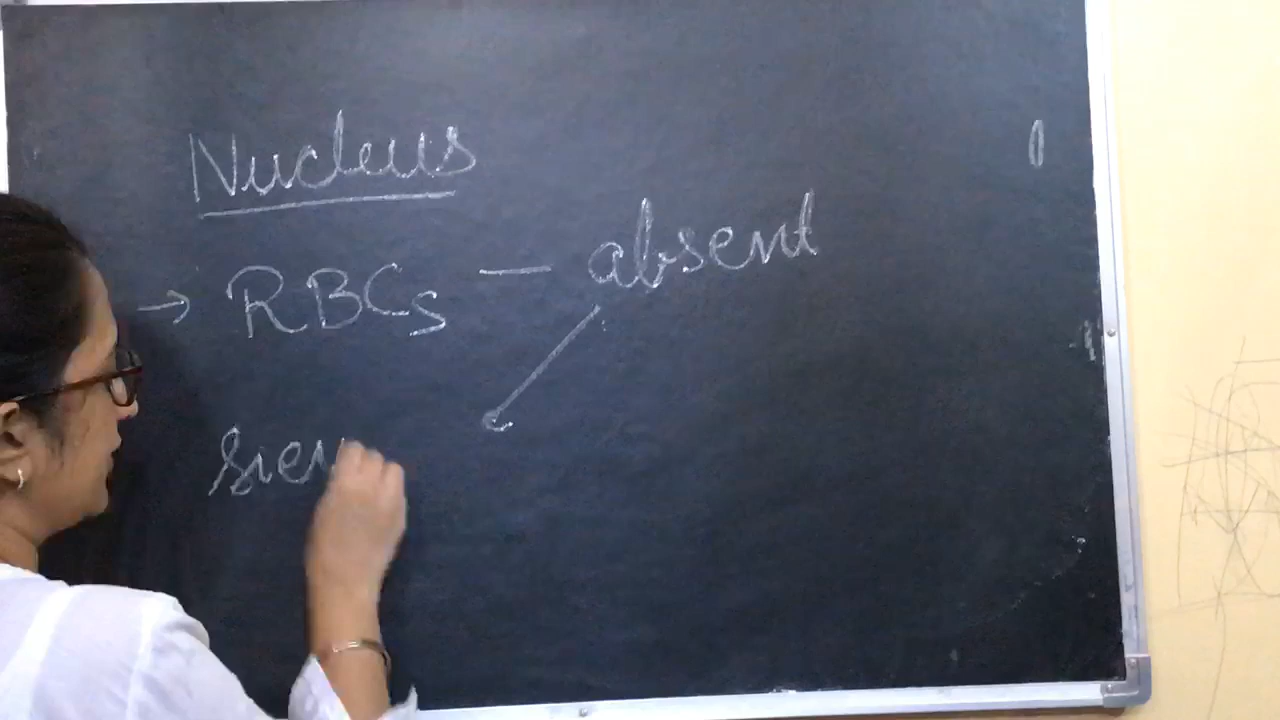 Nucleus
→ RBCs — absent